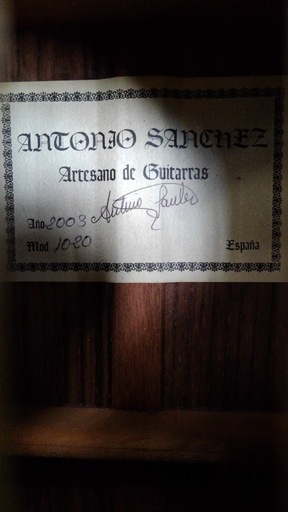 ANTONIO SANCHEZ
Artesano de Guitarras
Año 2003
Mod 1020 España